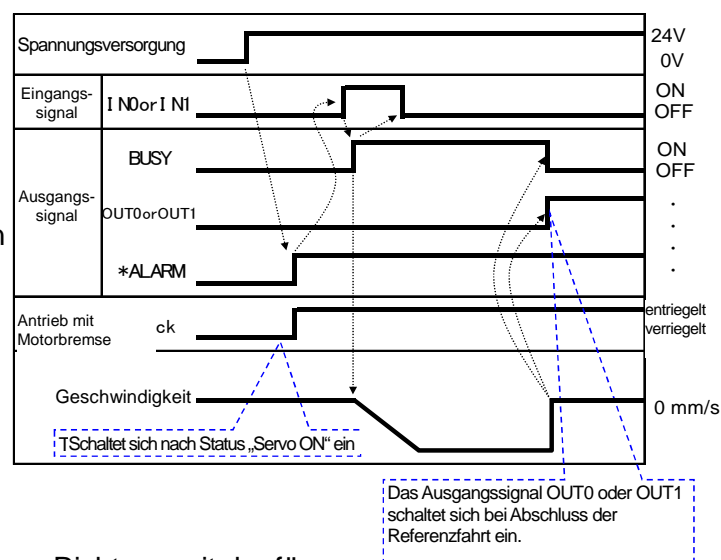 Spannungsversorgung
24V
0V
Eingangs-
signal
IN0orIN1
ON
OFF
Ausgangs-
signal
BUSY
ON
OFF
OUT0orOUT1
*ALARM
Antrieb mit
Motorbremse
ck
entriegelt
verriegelt
Geschwindigkeit
0 mm/s
TSchaltet sich nach Status „Servo ON“ ein
Das Ausgangssignal OUT0 oder OUT1
schaltet sich bei Abschluss der
Referenzfahrt ein.